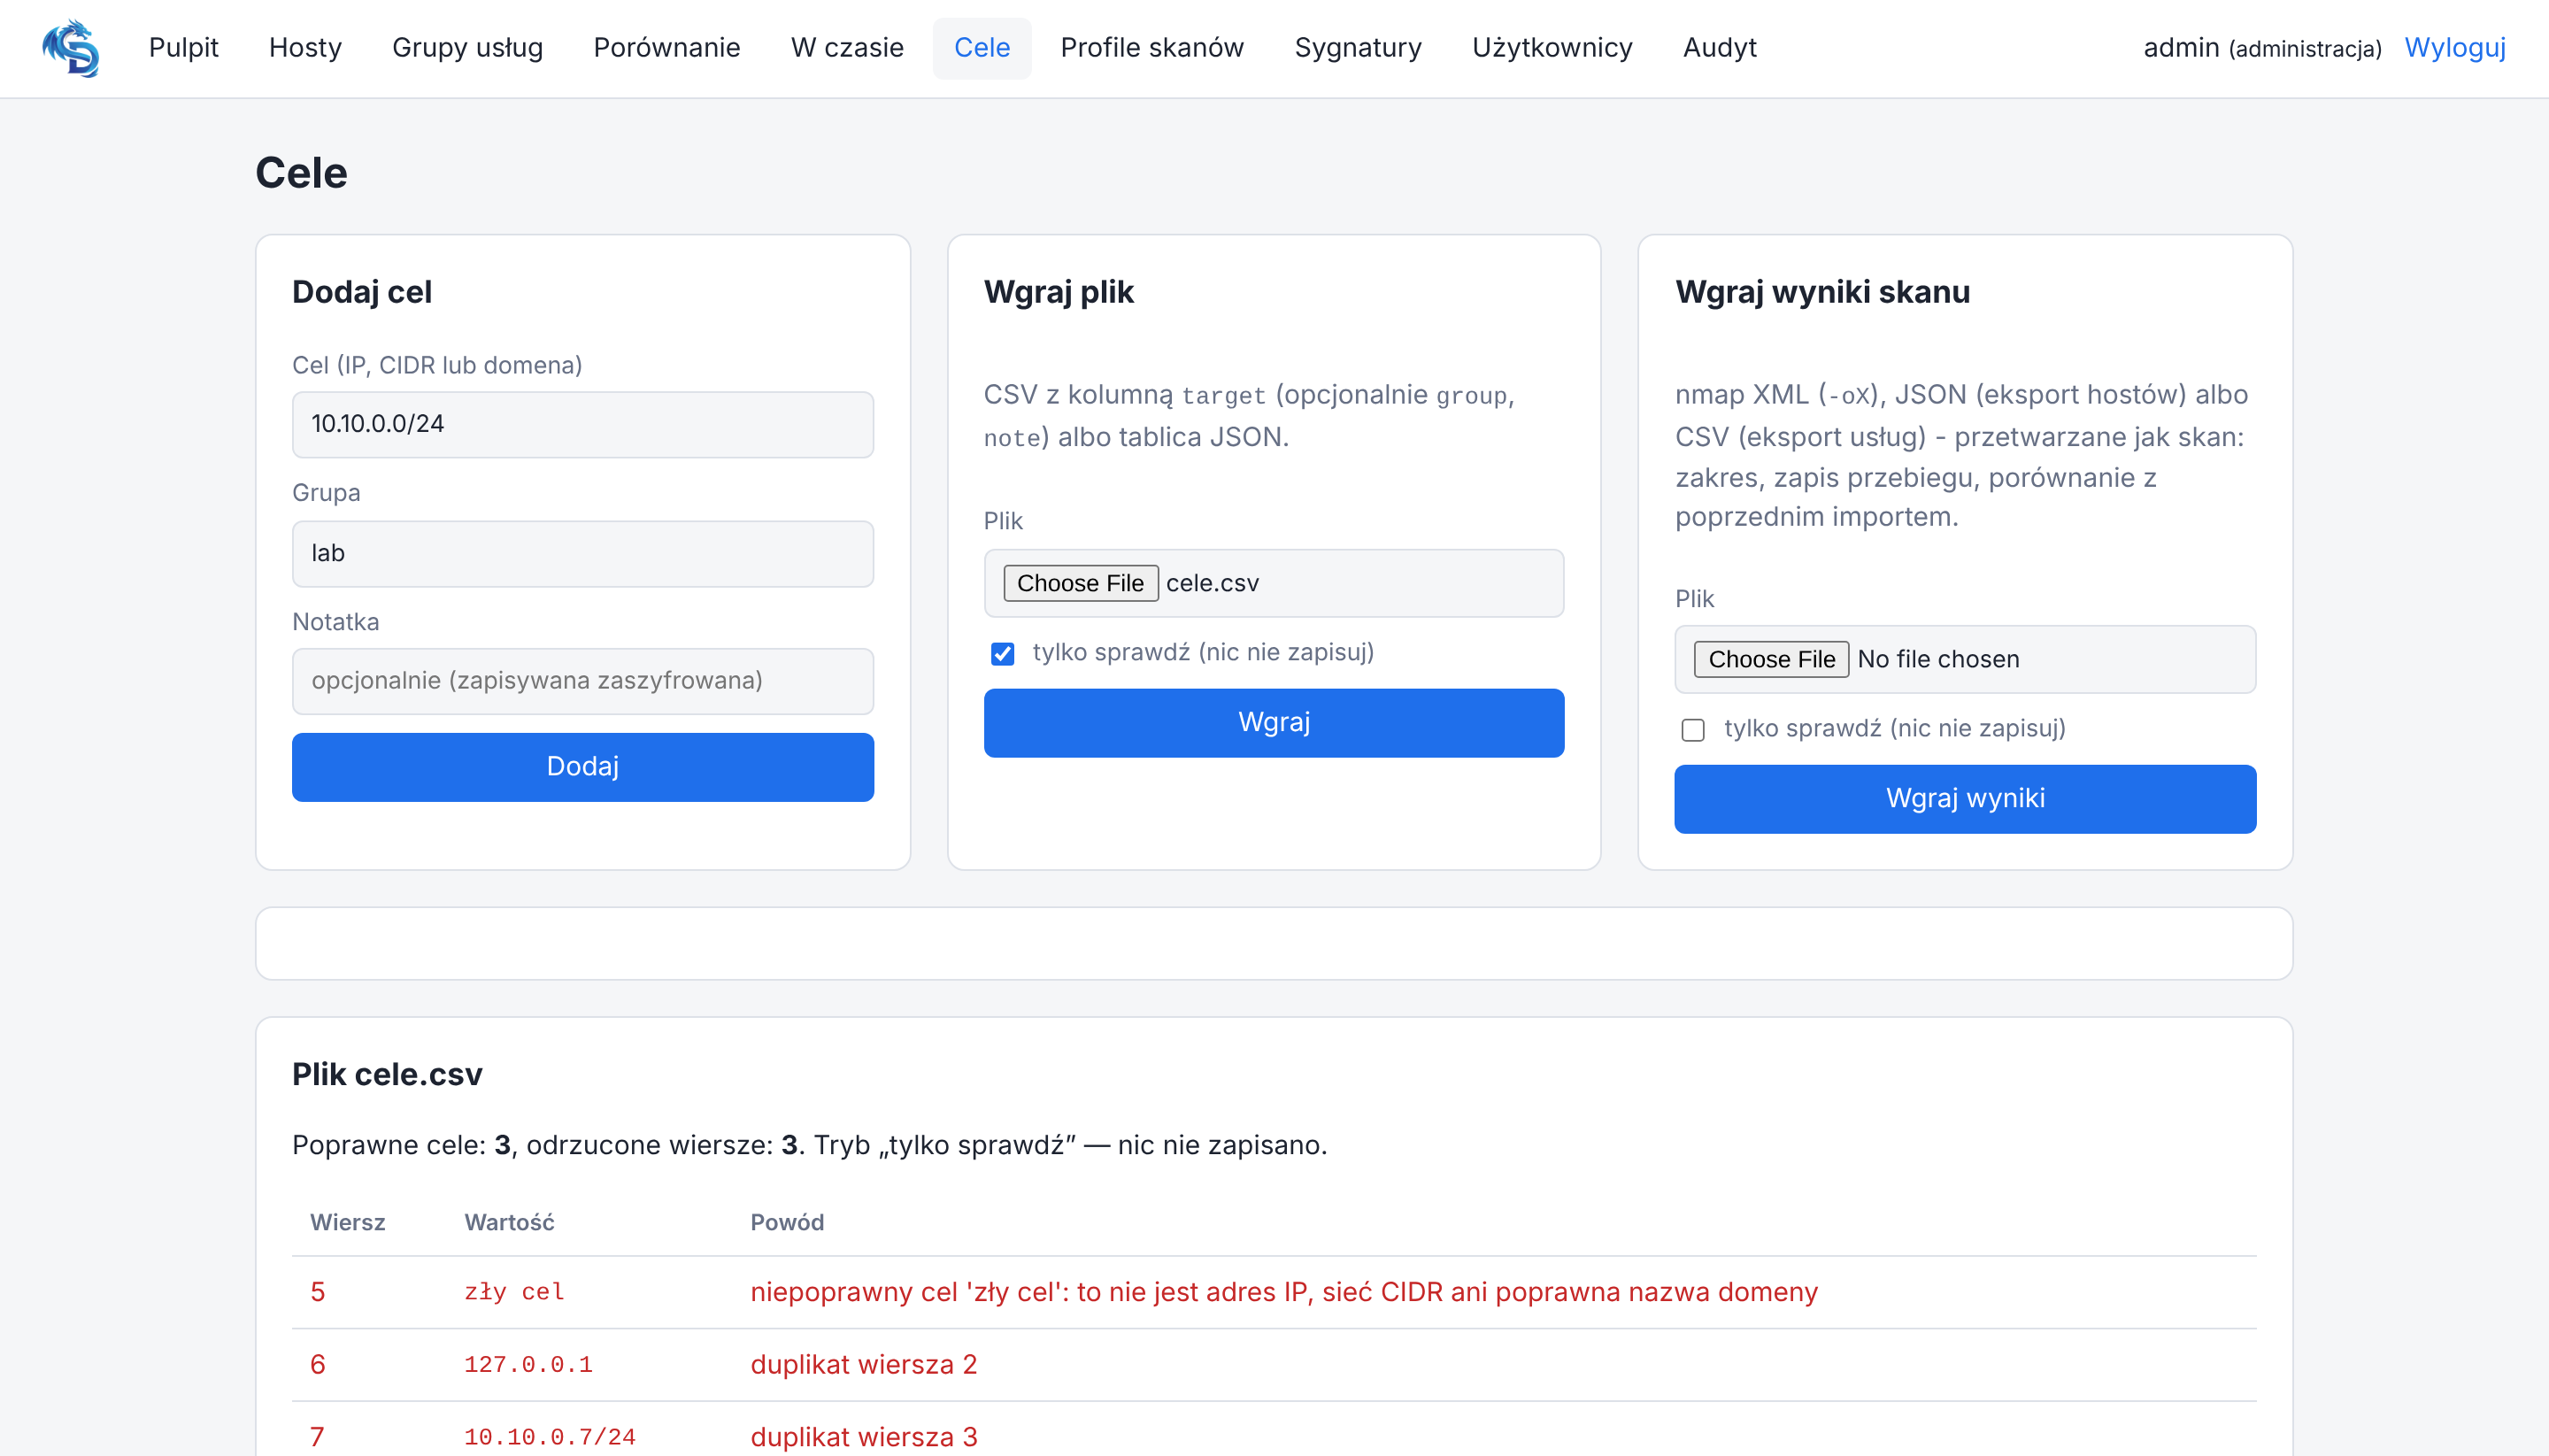 Pulpit Hosty Grupy usług Porównanie W czasie Cele Profile skanów Sygnatury Użytkownicy Audyt admin (administracja) Wyloguj
Cele
Dodaj cel
Cel (IP, CIDR lub domena)
10.10.0.0/24
Grupa
lab
Notatka
opcjonalnie (zapisywana zaszyfrowana)
Dodaj
Wgraj plik
CSV z kolumną target (opcjonalnie group,
note) albo tablica JSON.
Plik
Choose File cele.csv
tylko sprawdź (nic nie zapisuj)
Wgraj
Wgraj wyniki skanu
nmap XML (-oX), JSON (eksport hostów) albo
CSV (eksport usług) - przetwarzane jak skan:
zakres, zapis przebiegu, porównanie z
poprzednim importem.
Plik
Choose File No file chosen
tylko sprawdź (nic nie zapisuj)
Wgraj wyniki
Plik cele.csv
Poprawne cele: 3, odrzucone wiersze: 3. Tryb „tylko sprawdź” — nic nie zapisano.
Wiersz Wartość Powód
5 zły cel niepoprawny cel 'zły cel': to nie jest adres IP, sieć CIDR ani poprawna nazwa domeny
6 127.0.0.1 duplikat wiersza 2
7 10.10.0.7/24 duplikat wiersza 3